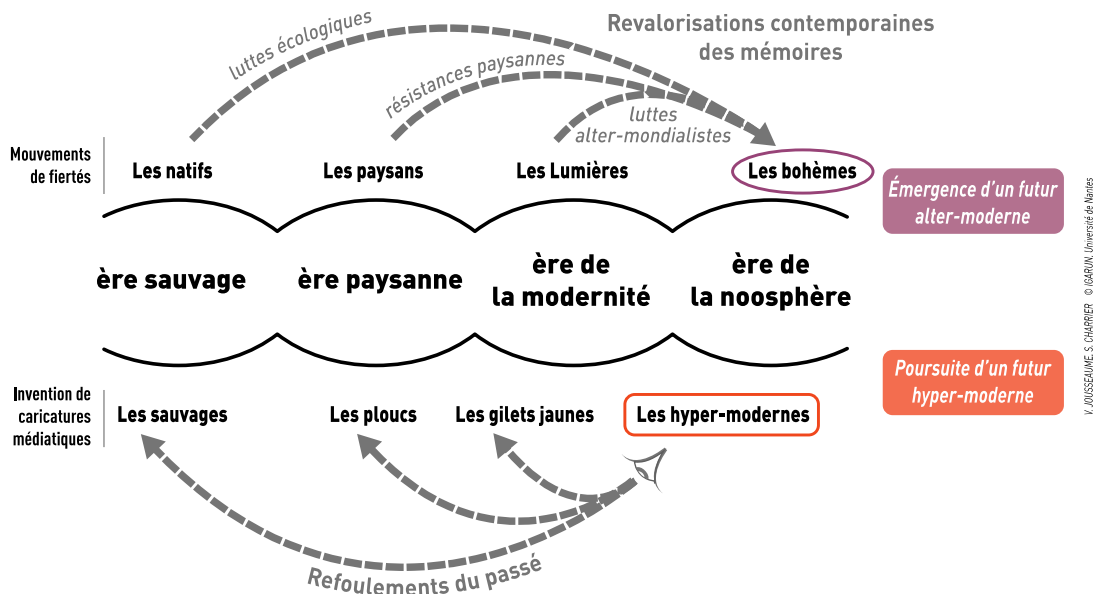 Revalorisations contemporaines
des mémoires
luttes écologiques
résistances paysannes
luttes
alter-mondialistes
Mouvements
de fiertés
Les natifs
Les paysans
Les Lumières
Les bohèmes
Émergence d'un futur
alter-moderne
ère sauvage
ère paysanne
ère de
la modernité
ère de
la noosphère
Poursuite d'un futur
hyper-moderne
Invention de
caricatures
médiatiques
Les sauvages
Les ploucs
Les gilets jaunes
Les hyper-modernes
Refoulements du passé
V. JOUSSEAUME, S. CHARRIER © IGARUN, Université de Nantes